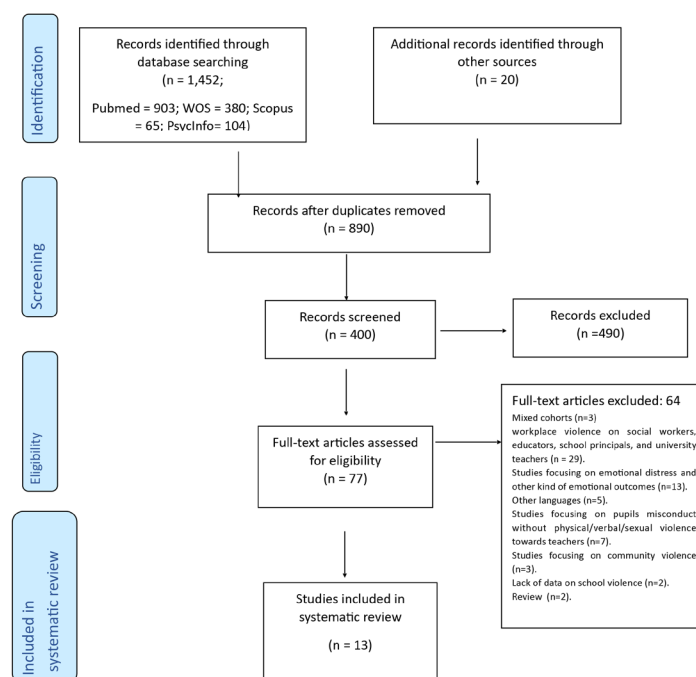 Identification
Records identified through
database searching
(n = 1,452;
Pubmed = 903; WOS = 380; Scopus
= 65; PsycInfo= 104)
Additional records identified through
other sources
(n = 20)
Screening
Records after duplicates removed
(n = 890)
Records screened
(n = 400)
Records excluded
(n =490)
Eligibility
Full-text articles assessed
for eligibility
(n = 77)
Full-text articles excluded: 64
Mixed cohorts (n=3)
workplace violence on social workers,
educators, school principals, and university
teachers (n = 29).
Studies focusing on emotional distress and
other kind of emotional outcomes (n=13).
Other languages (n=5).
Studies focusing on pupils misconduct
without physical/verbal/sexual violence
towards teachers (n=7).
Studies focusing on community violence
(n=3).
Lack of data on school violence (n=2).
Review (n=2).
Included in
systematic review
Studies included in
systematic review
(n = 13)